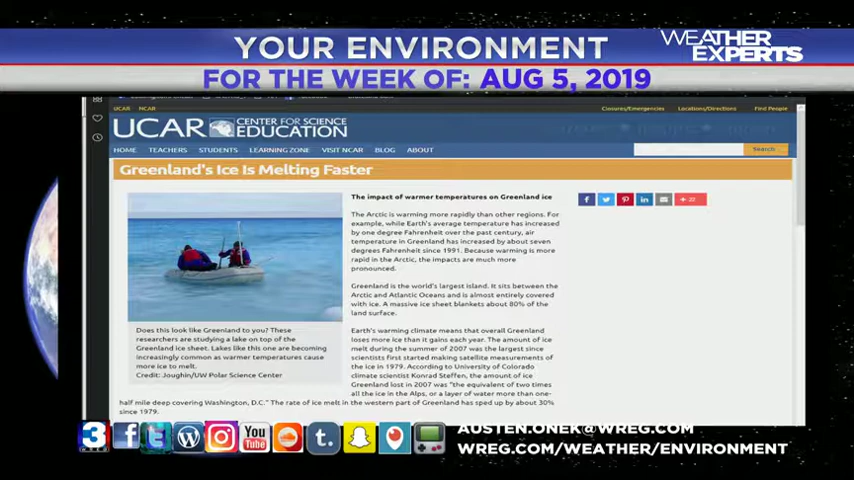 YOUR ENVIRONMENT
WEATHER
EXPERTS
FOR THE WEEK OF: AUG 5, 2019
UCAR NCAR
Closures/Emergencies Locations/Directions Find People
UCAR CENTER FOR SCIENCE
EDUCATION
HOME TEACHERS STUDENTS LEARNING ZONE VISIT NCAR BLOG ABOUT
Search
Greenland's Ice Is Melting Faster
The impact of warmer temperatures on Greenland ice
The Arctic is warming more rapidly than other regions. For
example, while Earth's average temperature has increased
by one degree Fahrenheit over the past century, air
temperature in Greenland has increased by about seven
degrees Fahrenheit since 1991. Because warming is more
rapid in the Arctic, the impacts are much more
pronounced.
Greenland is the world's largest island. It sits between the
Arctic and Atlantic Oceans and is almost entirely covered
with ice. A massive ice sheet blankets about 80% of the
land surface.
Does this look like Greenland to you? These
researchers are studying a lake on top of the
Greenland ice sheet. Lakes like this one are becoming
increasingly common as warmer temperatures cause
more ice to melt.
Credit: Joughin/UW Polar Science Center
Earth's warming climate means that overall Greenland
loses more ice than it gains each year. The amount of ice
melt during the summer of 2007 was the largest since
scientists first started making satellite measurements of
the ice in 1979. According to University of Colorado
climate scientist Konrad Steffen, the amount of ice
Greenland lost in 2007 was "the equivalent of two times
all the ice in the Alps, or a layer of water more than one-
half mile deep covering Washington, D.C." The rate of ice melt in the western part of Greenland has sped up by about 30%
since 1979.
3
WREG
You
Tube
t.
AUSTEN.ONEK@WREG.COM
WREG.COM/WEATHER/ENVIRONMENT